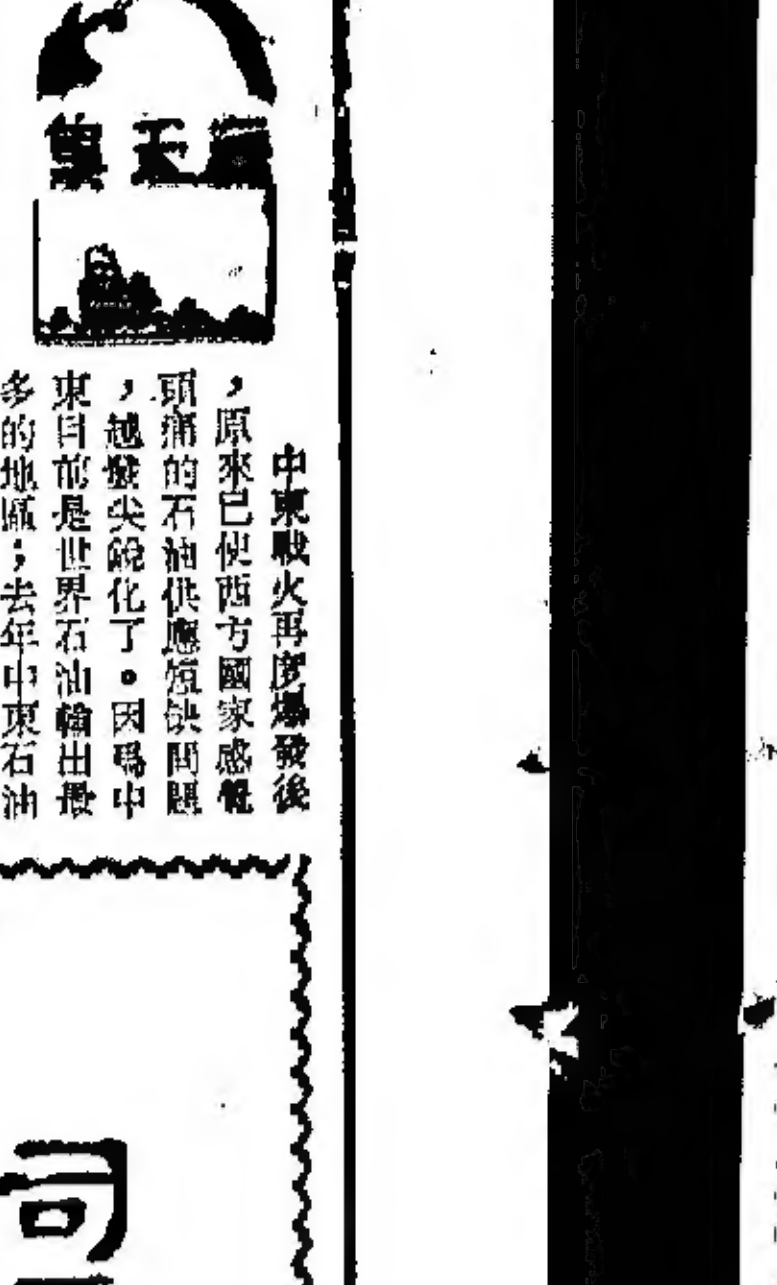 中東戰火再度爆發後
，原來已使西方國家感覺
頭痛的石油供應短缺問題
，越發尖銳化了。因爲中
東目前是世界石油輸出最
多的地區；去年中東石油
司